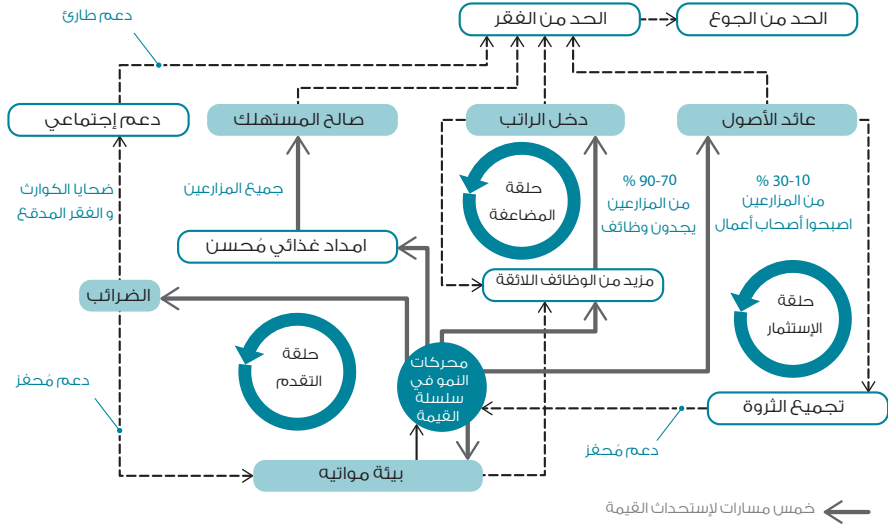 دعم طارئ
الحد من الفقر
الحد من الجوع
دعم إجتماعي
صالح المستهلك
دخل الراتب
عائد الأصول
ضحايا الكوارث
و الفقر المدقع
جميع المزارعين
حلقة
المضاعفة
% 90-70
من المزارعين
يجدون وظائف
% 30-10
من المزارعين
اصبحوا أصحاب أعمال
امداد غذائي مُحسن
مزيد من الوظائف اللائقة
الضرائب
حلقة
الإستثمار
حلقة
التقدم
محركات
النمو في
سلسلة
القيمة
دعم مُحفز
تجميع الثروة
دعم مُحفز
بيئة مواتيه
خمس مسارات لإستحداث القيمة